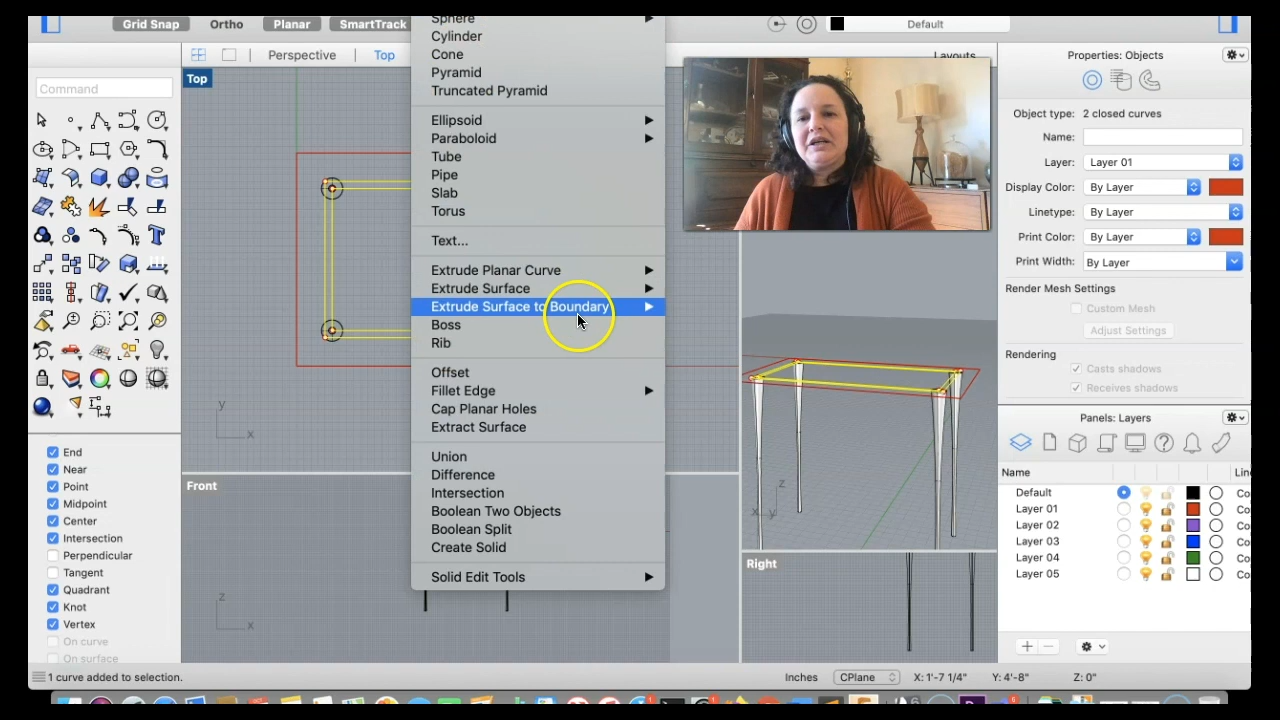 Grid Snap Ortho Planar SmartTrack Default
Perspective Top Layouts
Top
Command
End
Near
Point
Midpoint
Center
Intersection
Perpendicular
Tangent
Quadrant
Knot
Vertex
On curve
On surface
Sphere
Cylinder
Cone
Pyramid
Truncated Pyramid
Ellipsoid
Paraboloid
Tube
Pipe
Slab
Torus
Text...
Extrude Planar Curve
Extrude Surface
Extrude Surface to Boundary
Boss
Rib
Offset
Fillet Edge
Cap Planar Holes
Extract Surface
Union
Difference
Intersection
Boolean Two Objects
Boolean Split
Create Solid
Solid Edit Tools
y
x
Front
z
x
z
x y
Right
Properties: Objects
Object type: 2 closed curves
Name:
Layer: Layer 01
Display Color: By Layer
Linetype: By Layer
Print Color: By Layer
Print Width: By Layer
Render Mesh Settings
Custom Mesh
Adjust Settings
Rendering
Casts shadows
Receives shadows
Panels: Layers
Name Line
Default Co
Layer 01 Co
Layer 02 Co
Layer 03 Co
Layer 04 Co
Layer 05 Co
1 curve added to selection. Inches CPlane X: 1'-7 1/4" Y: 4'-8" Z: 0"